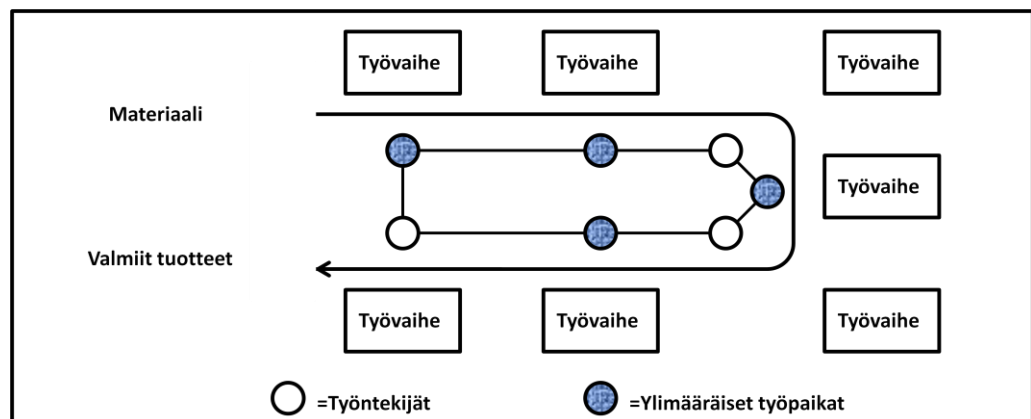 Työvaihe
Työvaihe
Työvaihe
Materiaali
Työvaihe
Valmiit tuotteet
Työvaihe
Työvaihe
Työvaihe
=Työntekijät
=Ylimääräiset työpaikat